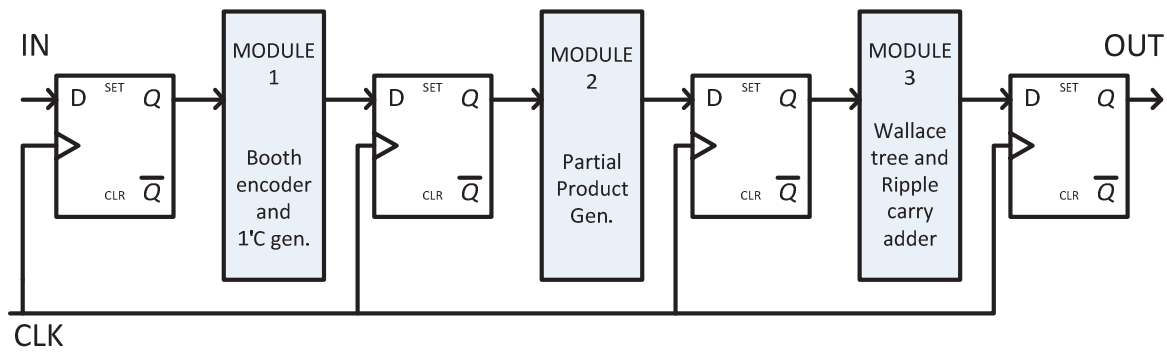 IN
OUT
MODULE
1
Booth
encoder
and
1'C gen.
MODULE
2
Partial
Product
Gen.
MODULE
3
Wallace
tree and
Ripple
carry
adder
D SET Q
CLR Q
D SET Q
CLR Q
D SET Q
CLR Q
D SET Q
CLR Q
CLK